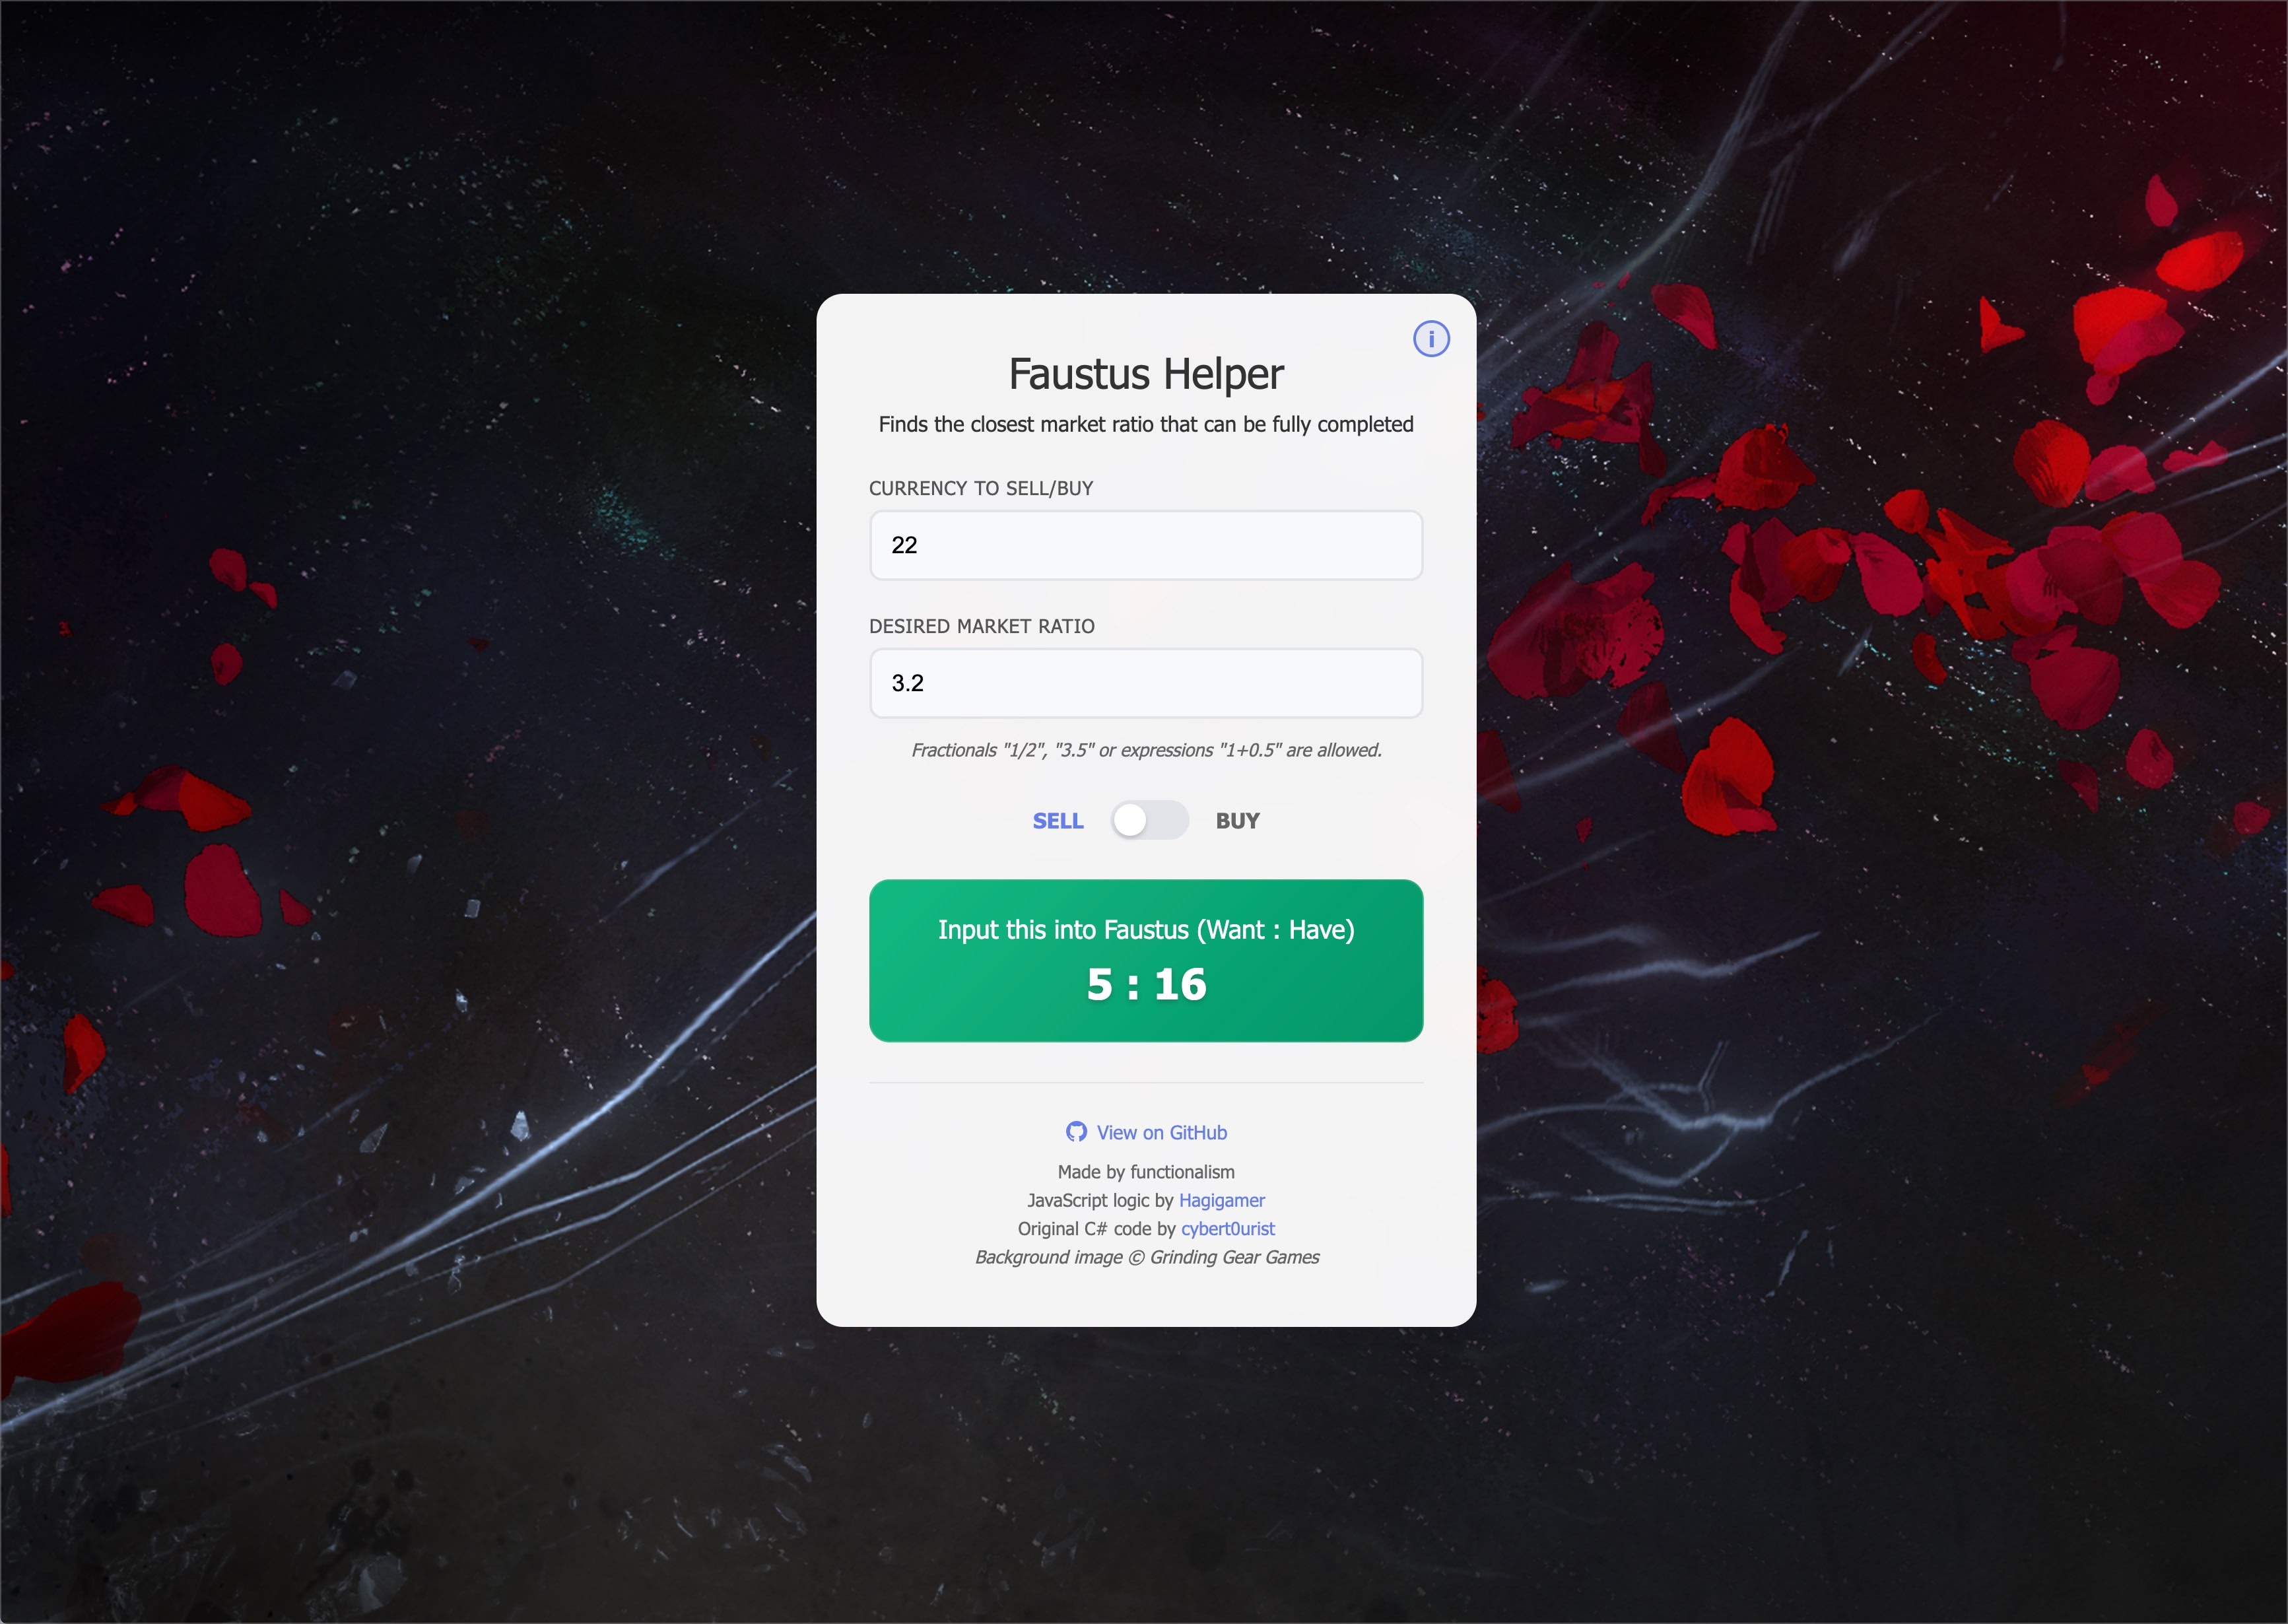 i
Faustus Helper
Finds the closest market ratio that can be fully completed
CURRENCY TO SELL/BUY
22
DESIRED MARKET RATIO
3.2
Fractionals "1/2", "3.5" or expressions "1+0.5" are allowed.
SELL BUY
Input this into Faustus (Want : Have)
5 : 16
View on GitHub
Made by functionalism
JavaScript logic by Hagigamer
Original C# code by cybert0urist
Background image © Grinding Gear Games